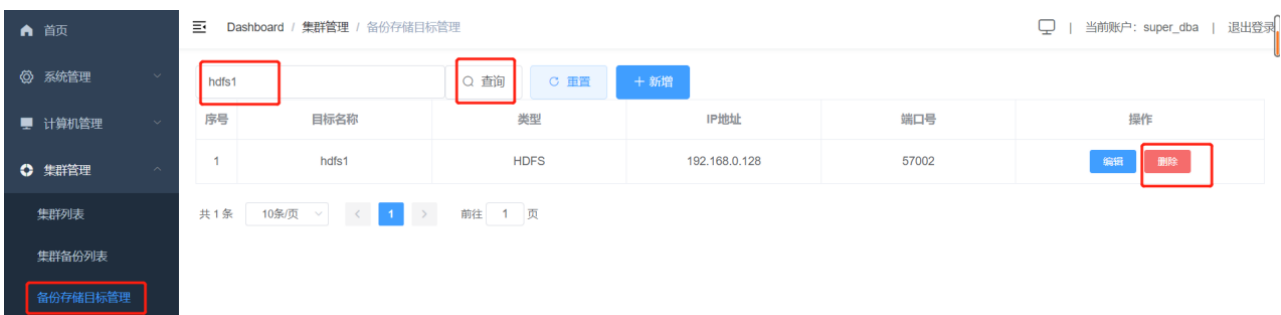 首页
Dashboard / 集群管理 / 备份存储目标管理
| 当前账户：super_dba | 退出登录
系统管理
计算机管理
集群管理
集群列表
集群备份列表
备份存储目标管理
hdfs1 查询 重置 + 新增
序号 目标名称 类型 IP地址 端口号 操作
1 hdfs1 HDFS 192.168.0.128 57002 编辑 删除
共 1 条 10条/页 < 1 > 前往 1 页